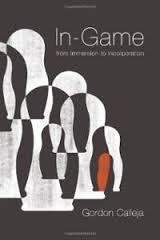 In-Game
from immersion to incorporation
Gordon Calleja